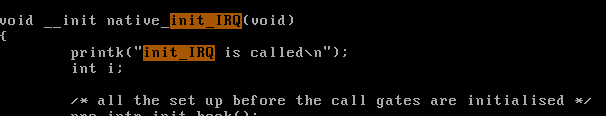 void __init native_init_IRQ(void)
{
printk("init_IRQ is called\n");
int i;
/* all the set up before the call gates are initialised */
pre_intr_init_hook();